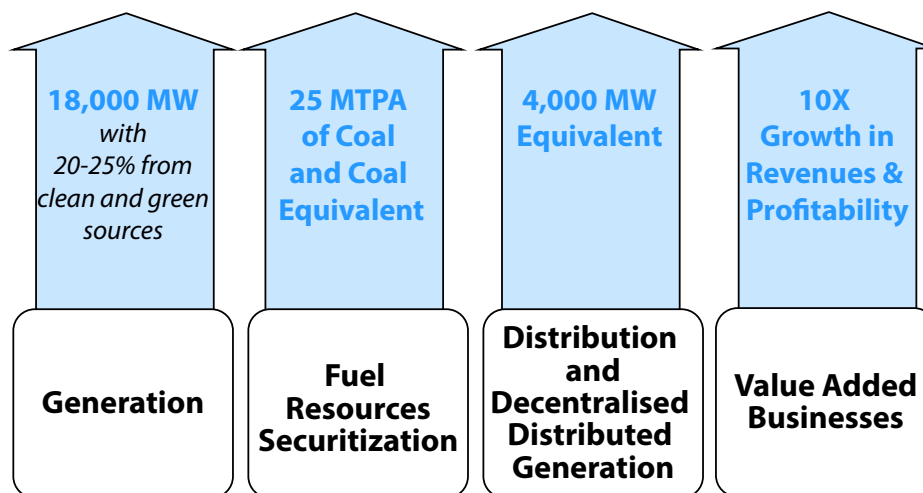 18,000 MW
with
20-25% from
clean and green
sources
25 MTPA
of Coal
and Coal
Equivalent
4,000 MW
Equivalent
10X
Growth in
Revenues &
Profitability
Generation
Fuel
Resources
Securitization
Distribution
and
Decentralised
Distributed
Generation
Value Added
Businesses